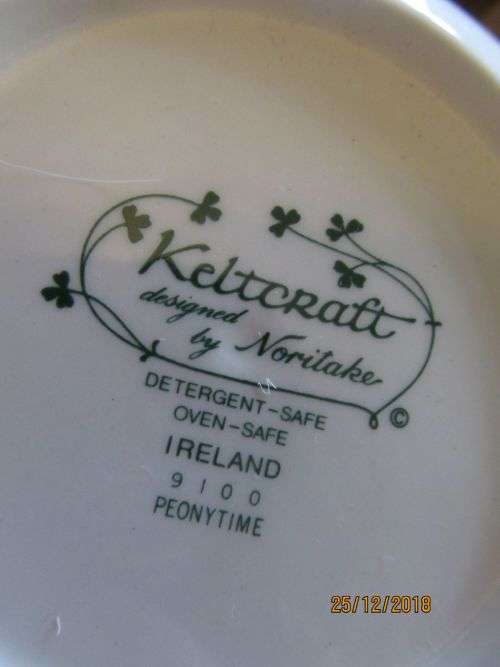 Keltcraft
designed
by Noritake
©
DETERGENT-SAFE
OVEN-SAFE
IRELAND
9100
PEONYTIME
25/12/2018